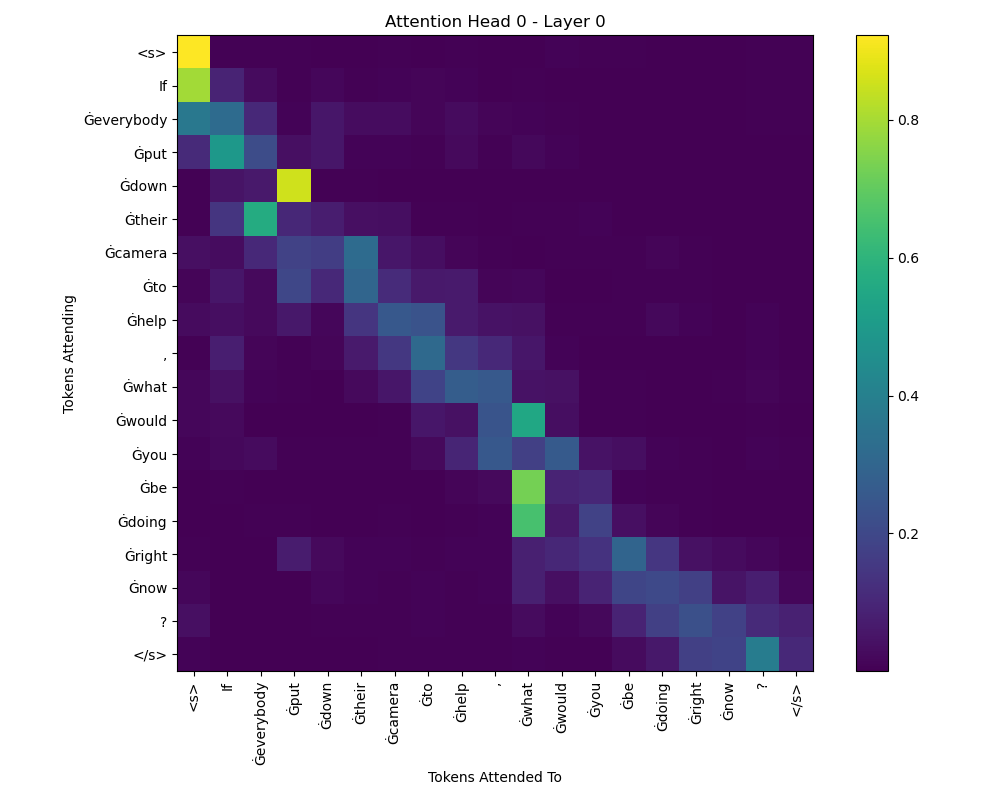 Attention Head 0 - Layer 0
<s>
If
Ġeverybody
Ġput
Ġdown
Ġtheir
Ġcamera
Ġto
Ġhelp
,
Ġwhat
Ġwould
Ġyou
Ġbe
Ġdoing
Ġright
Ġnow
?
</s>
Tokens Attending
<s>
If
Ġeverybody
Ġput
Ġdown
Ġtheir
Ġcamera
Ġto
Ġhelp
,
Ġwhat
Ġwould
Ġyou
Ġbe
Ġdoing
Ġright
Ġnow
?
</s>
Tokens Attended To
0.8
0.6
0.4
0.2